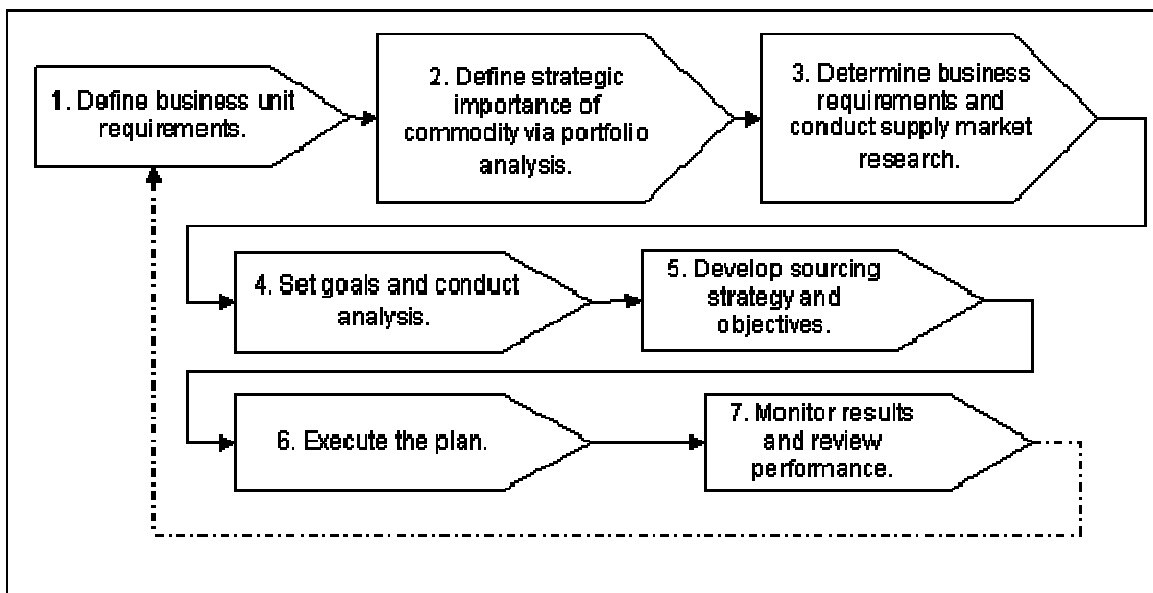 1. Define business unit
requirements.
2. Define strategic
importance of
commodity via portfolio
analysis.
3. Determine business
requirements and
conduct supply market
research.
4. Set goals and conduct
analysis.
5. Develop sourcing
strategy and
objectives.
6. Execute the plan.
7. Monitor results
and review
performance.